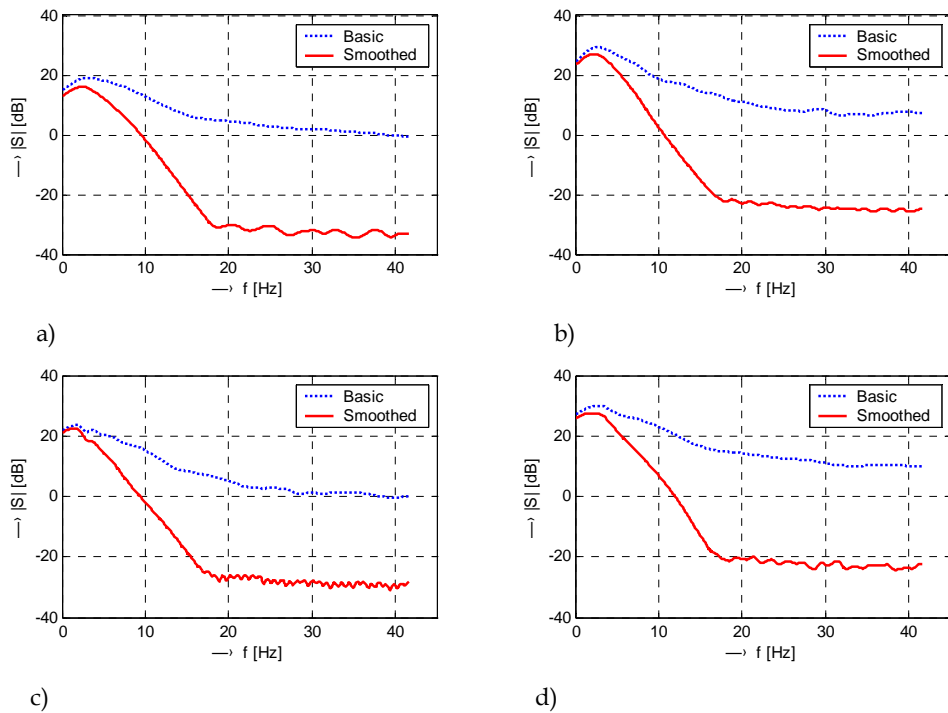 40
20
0
-20
-40
0 10 20 30 40
—› |S| [dB]
—› f [Hz]
Basic
Smoothed
a)
40
20
0
-20
-40
0 10 20 30 40
—› |S| [dB]
—› f [Hz]
Basic
Smoothed
b)
40
20
0
-20
-40
0 10 20 30 40
—› |S| [dB]
—› f [Hz]
Basic
Smoothed
c)
40
20
0
-20
-40
0 10 20 30 40
—› |S| [dB]
—› f [Hz]
Basic
Smoothed
d)